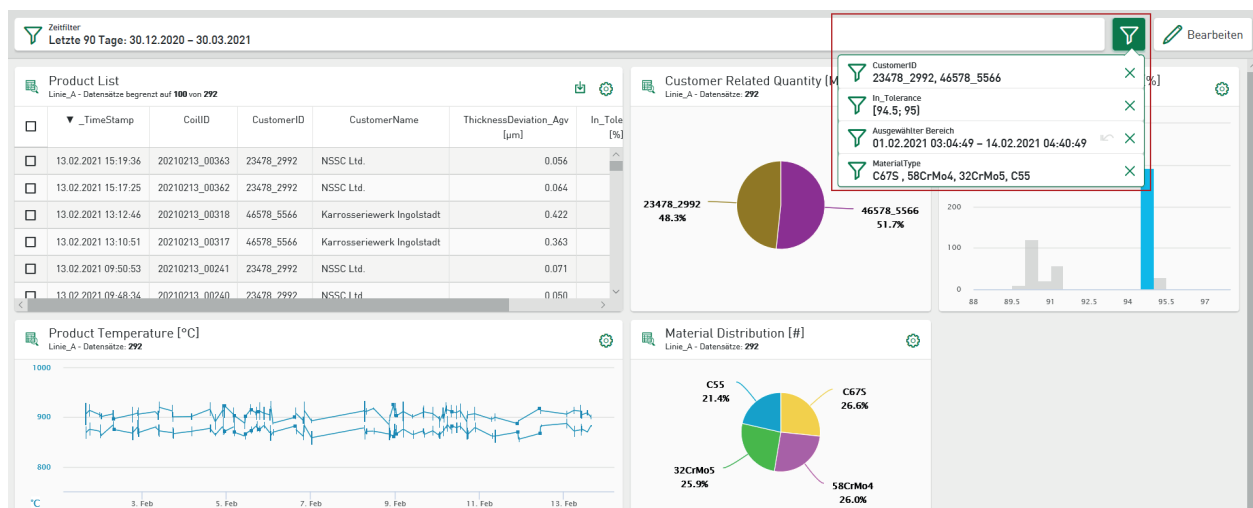 Zeitfilter
Letzte 90 Tage: 30.12.2020 – 30.03.2021
Bearbeiten
CustomerID
23478_2992, 46578_5566
In_Tolerance
[94.5; 95]
Ausgewählter Bereich
01.02.2021 03:04:49 – 14.02.2021 04:40:49
MaterialType
C67S , 58CrMo4, 32CrMo5, C55
Product List
Linie_A - Datensätze begrenzt auf 100 von 292
▼ _TimeStamp CoilID CustomerID CustomerName ThicknessDeviation_Agv In_Tole
[µm] [%]
13.02.2021 15:19:36 20210213_00363 23478_2992 NSSC Ltd. 0.056
13.02.2021 15:17:25 20210213_00362 23478_2992 NSSC Ltd. 0.064
13.02.2021 13:12:46 20210213_00318 46578_5566 Karrosseriewerk Ingolstadt 0.422
13.02.2021 13:10:51 20210213_00317 46578_5566 Karrosseriewerk Ingolstadt 0.363
13.02.2021 09:50:53 20210213_00241 23478_2992 NSSC Ltd. 0.071
13.02.2021 09:48:34 20210213_00240 23478_2992 NSSC Ltd. 0.050
Customer Related Quantity [M
Linie_A - Datensätze: 292
23478_2992
48.3%
46578_5566
51.7%
%]
200
100
0
88 89.5 91 92.5 94 95.5 97
Product Temperature [°C]
Linie_A - Datensätze: 292
1000
900
800
°C 3. Feb 5. Feb 7. Feb 9. Feb 11. Feb 13. Feb
Material Distribution [#]
Linie_A - Datensätze: 292
C55
21.4%
C67S
26.6%
32CrMo5
25.9%
58CrMo4
26.0%